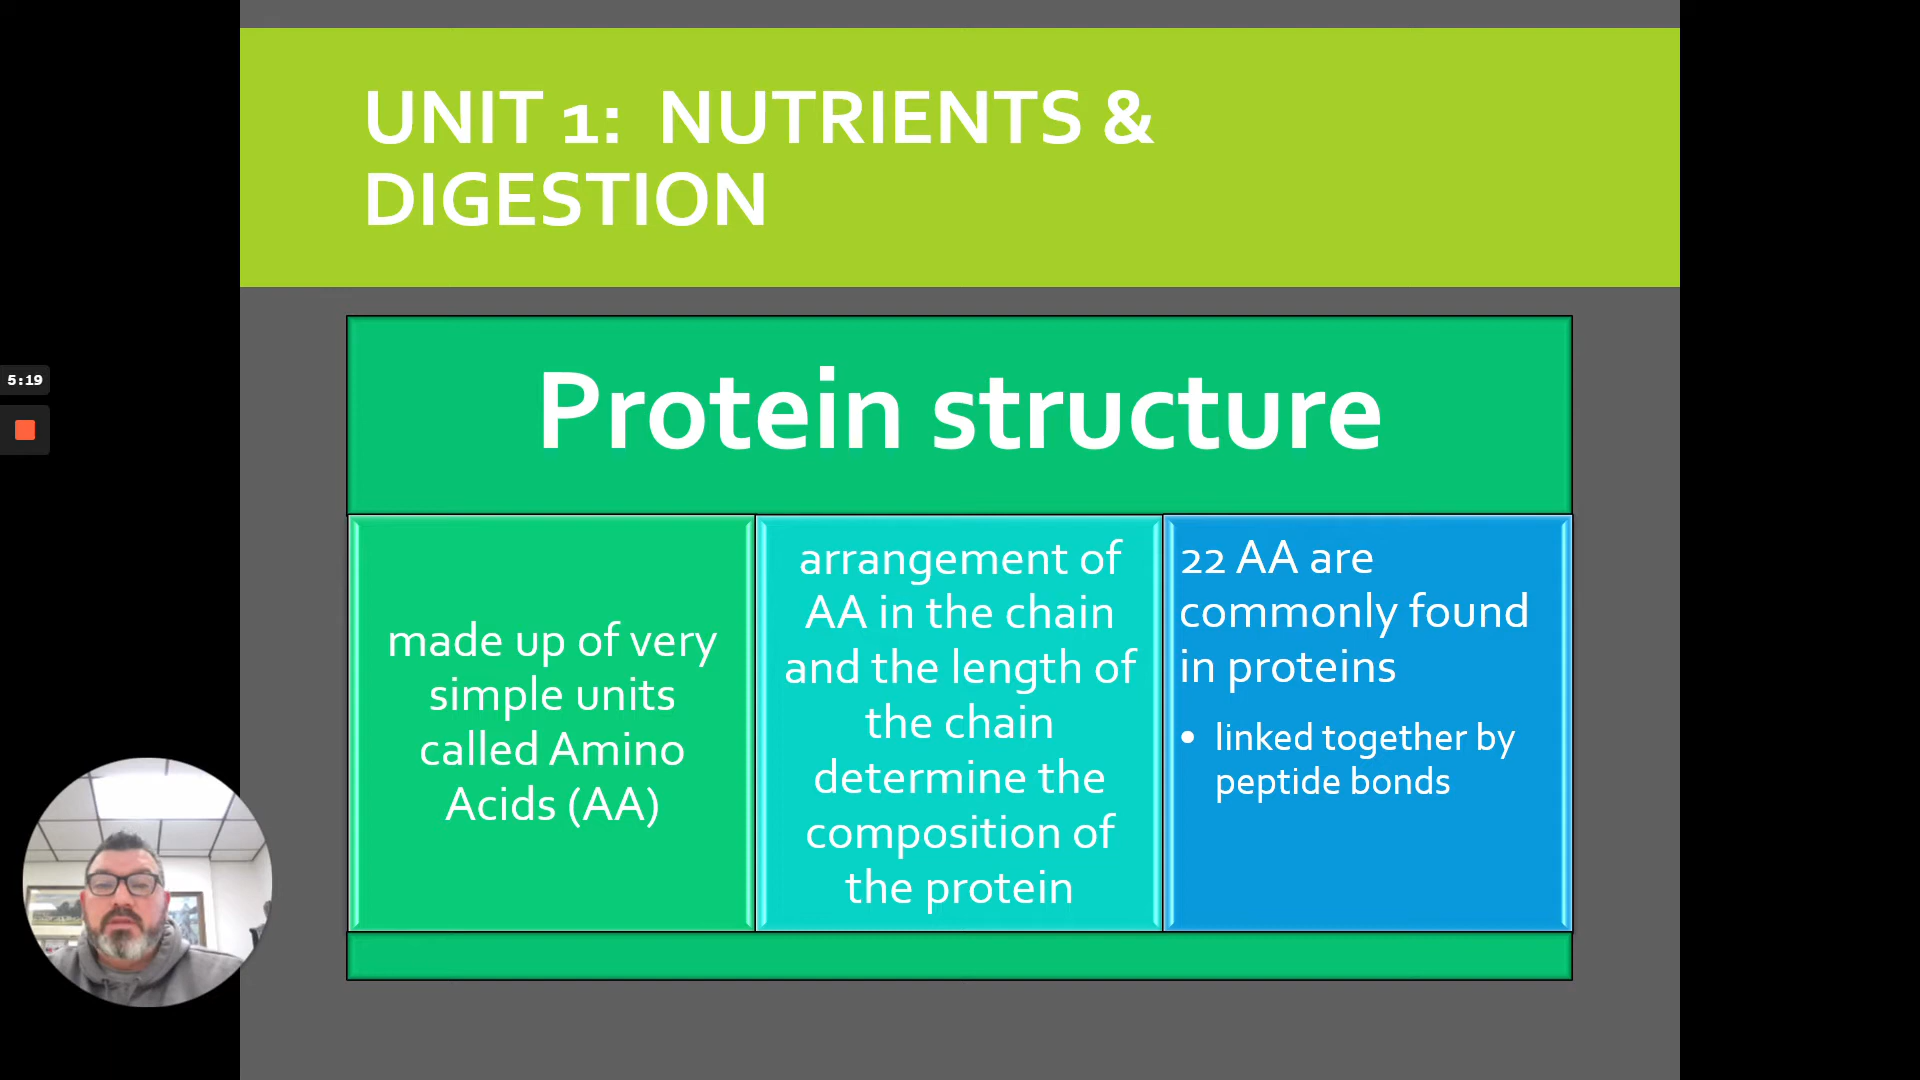 UNIT 1: NUTRIENTS &
DIGESTION
5:19
Protein structure
made up of very
simple units
called Amino
Acids (AA)
arrangement of
AA in the chain
and the length of
the chain
determine the
composition of
the protein
22 AA are
commonly found
in proteins
• linked together by
peptide bonds